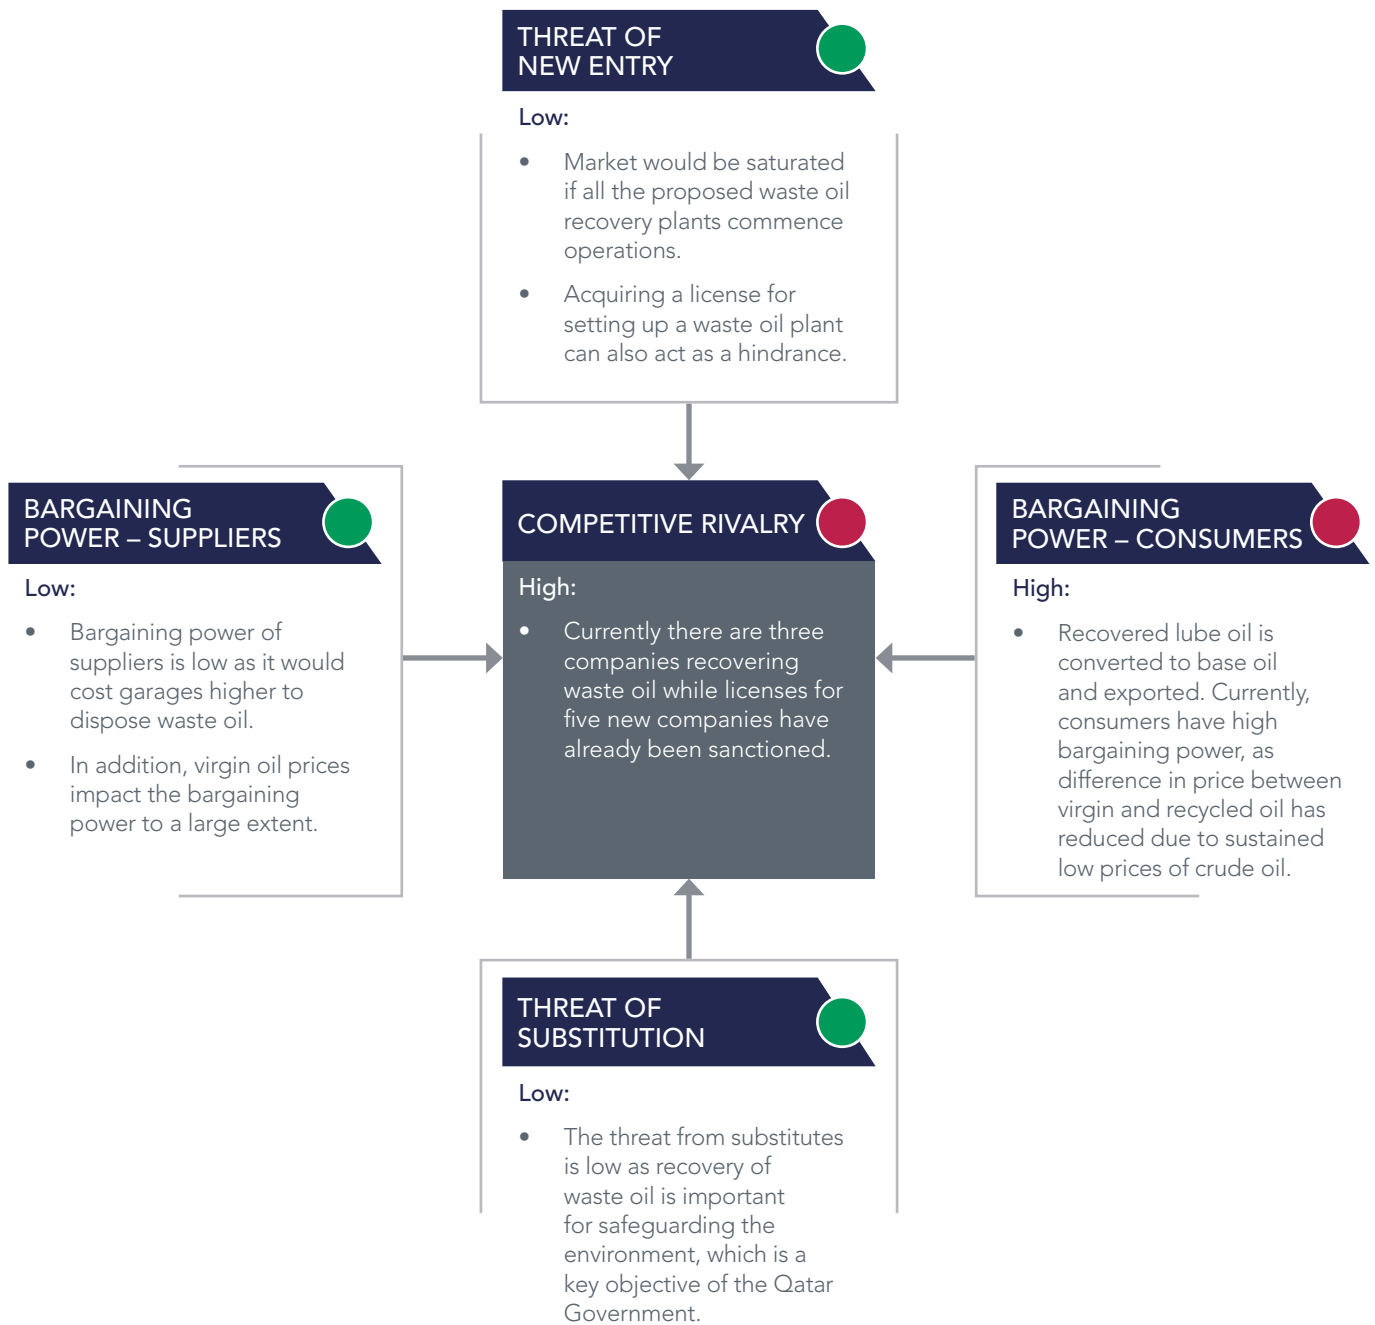 THREAT OF
NEW ENTRY
Low:
• Market would be saturated
if all the proposed waste oil
recovery plants commence
operations.
• Acquiring a license for
setting up a waste oil plant
can also act as a hindrance.
BARGAINING
POWER – SUPPLIERS
Low:
• Bargaining power of
suppliers is low as it would
cost garages higher to
dispose waste oil.
• In addition, virgin oil prices
impact the bargaining
power to a large extent.
COMPETITIVE RIVALRY
High:
• Currently there are three
companies recovering
waste oil while licenses for
five new companies have
already been sanctioned.
BARGAINING
POWER – CONSUMERS
High:
• Recovered lube oil is
converted to base oil
and exported. Currently,
consumers have high
bargaining power, as
difference in price between
virgin and recycled oil has
reduced due to sustained
low prices of crude oil.
THREAT OF
SUBSTITUTION
Low:
• The threat from substitutes
is low as recovery of
waste oil is important
for safeguarding the
environment, which is a
key objective of the Qatar
Government.